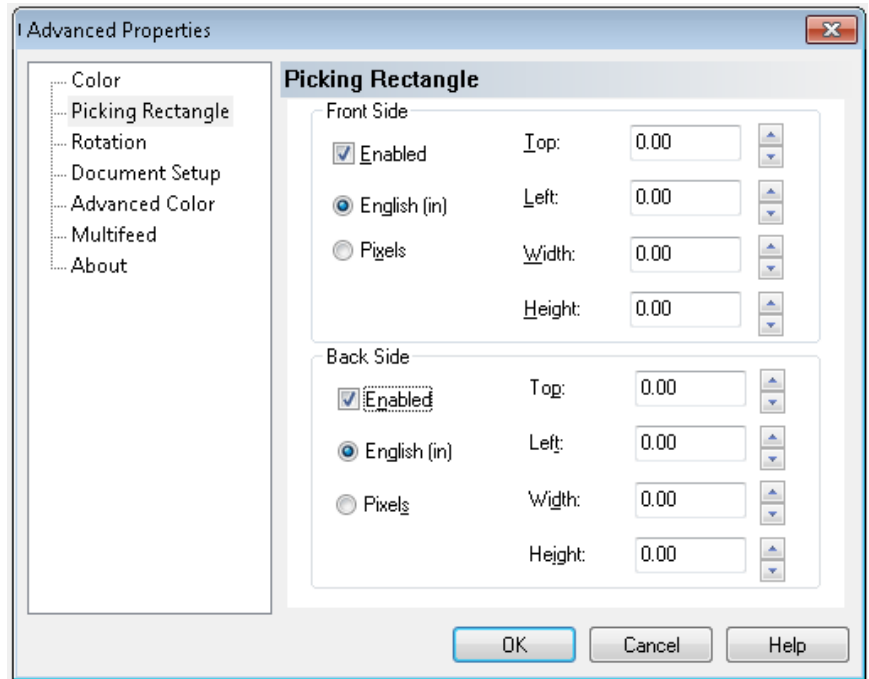 Advanced Properties
Color
Picking Rectangle
Rotation
Document Setup
Advanced Color
Multifeed
About
Picking Rectangle
Front Side
Enabled
English (in)
Pixels
Top: 0.00
Left: 0.00
Width: 0.00
Height: 0.00
Back Side
Enabled
English (in)
Pixels
Top: 0.00
Left: 0.00
Width: 0.00
Height: 0.00
OK
Cancel
Help